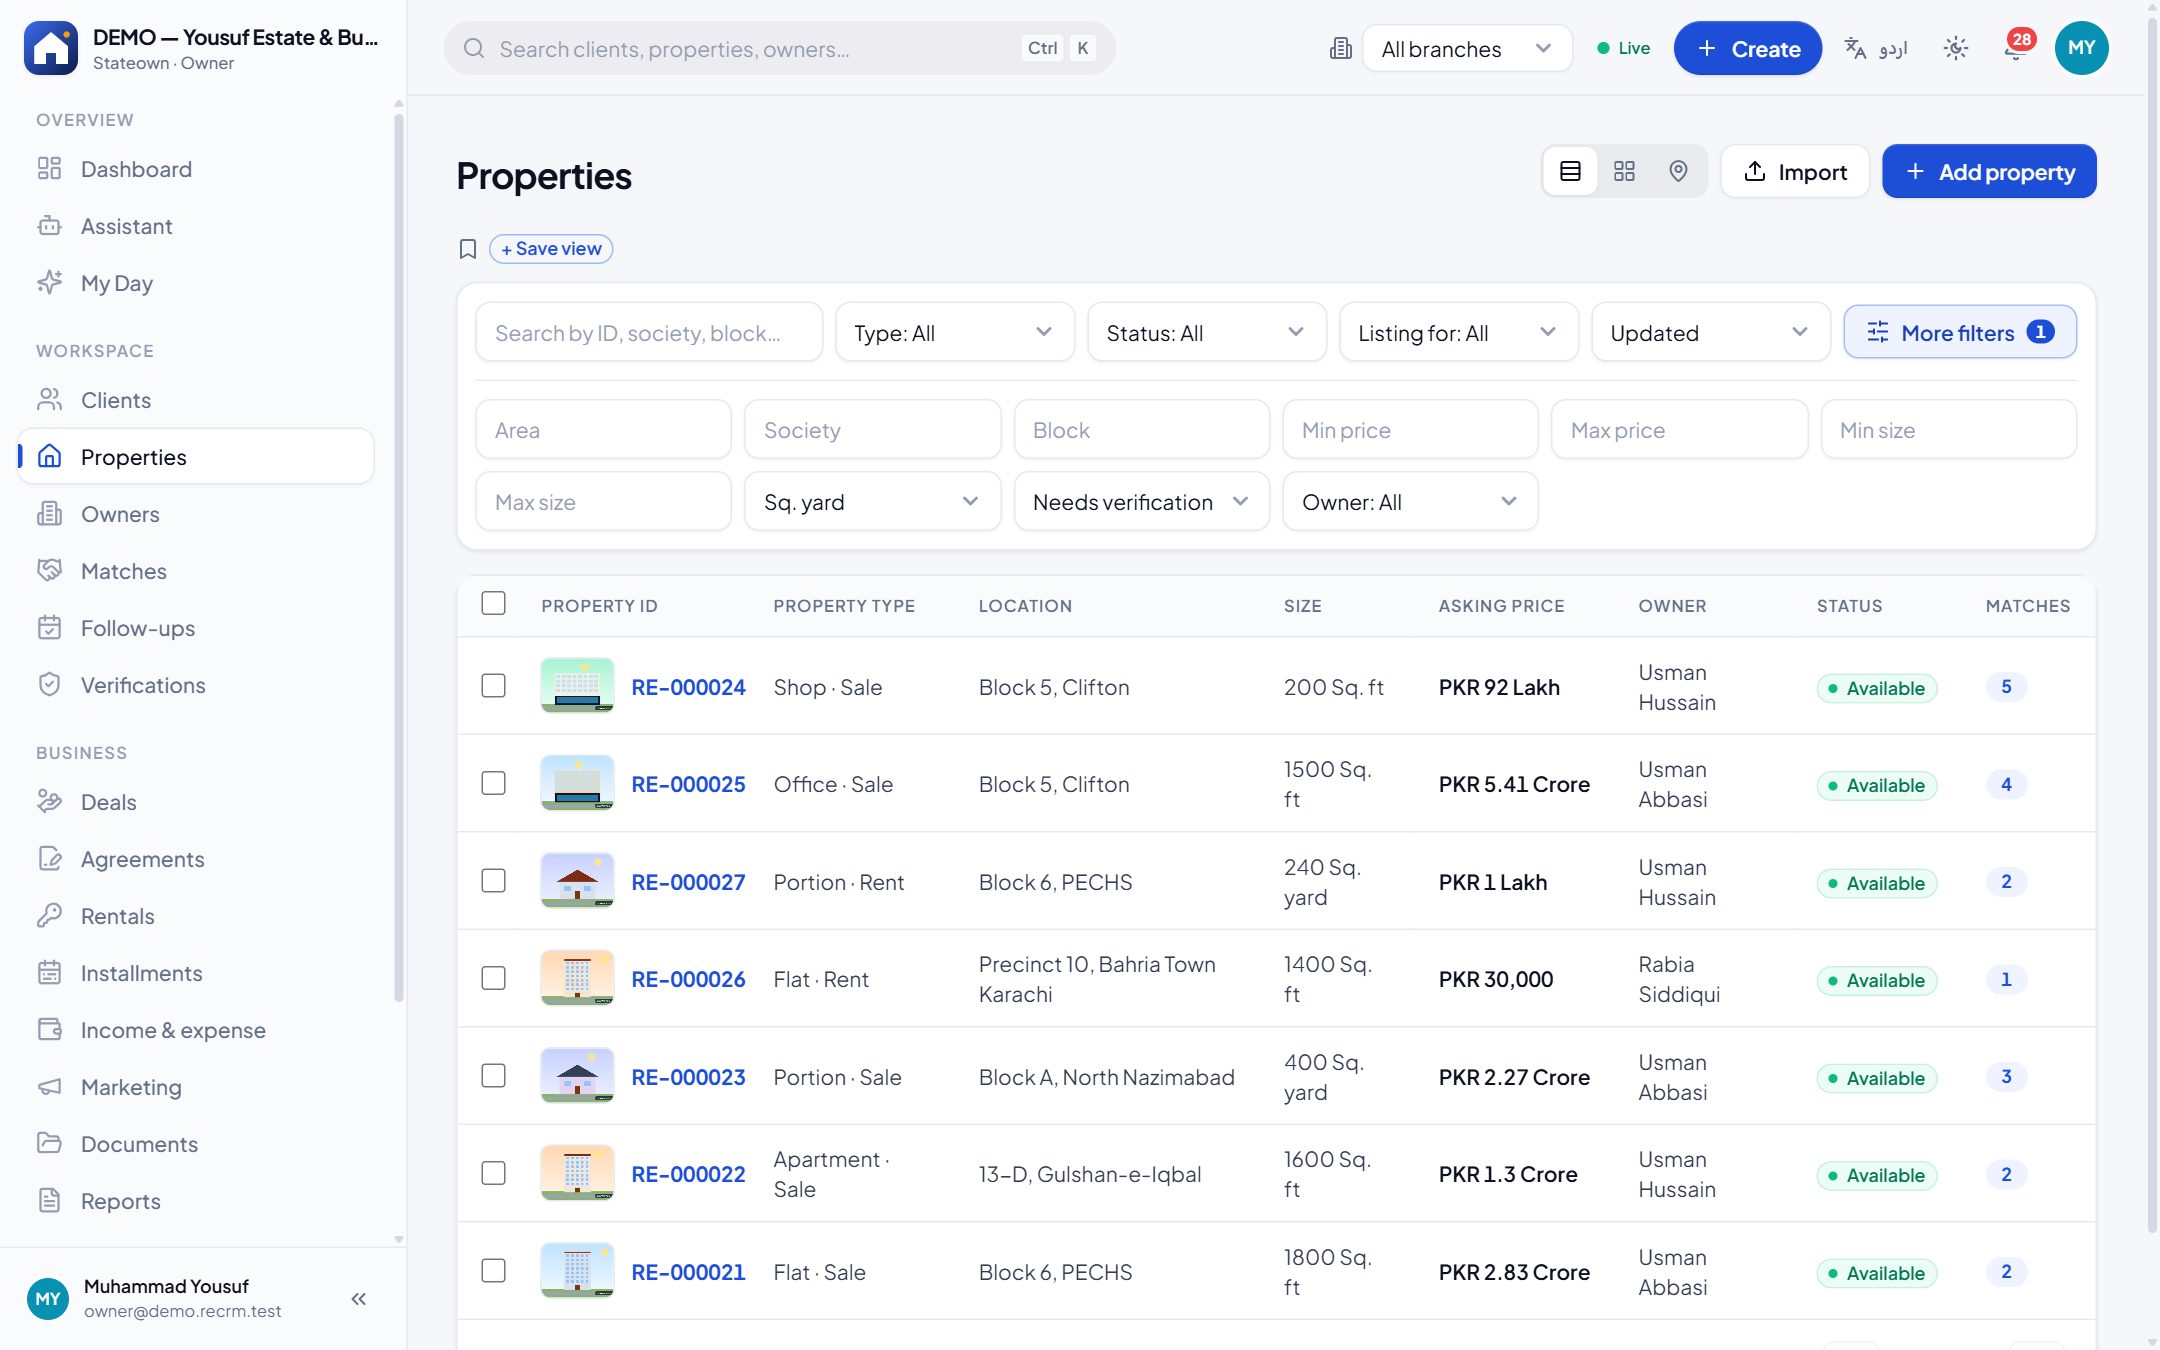 DEMO — Yousuf Estate & Bu...
Stateown · Owner
OVERVIEW
Dashboard
Assistant
My Day
WORKSPACE
Clients
Properties
Owners
Matches
Follow-ups
Verifications
BUSINESS
Deals
Agreements
Rentals
Installments
Income & expense
Marketing
Documents
Reports
Muhammad Yousuf
owner@demo.recrm.test
MY
Search clients, properties, owners...
Ctrl K
All branches
Live
+ Create
اردو
28
MY
Properties
Import
+ Add property
+ Save view
Search by ID, society, block...
Type: All
Status: All
Listing for: All
Updated
More filters 1
Area
Society
Block
Min price
Max price
Min size
Max size
Sq. yard
Needs verification
Owner: All
PROPERTY ID PROPERTY TYPE LOCATION SIZE ASKING PRICE OWNER STATUS MATCHES
RE-000024 Shop · Sale Block 5, Clifton 200 Sq. ft PKR 92 Lakh Usman Hussain Available 5
RE-000025 Office · Sale Block 5, Clifton 1500 Sq. ft PKR 5.41 Crore Usman Abbasi Available 4
RE-000027 Portion · Rent Block 6, PECHS 240 Sq. yard PKR 1 Lakh Usman Hussain Available 2
RE-000026 Flat · Rent Precinct 10, Bahria Town Karachi 1400 Sq. ft PKR 30,000 Rabia Siddiqui Available 1
RE-000023 Portion · Sale Block A, North Nazimabad 400 Sq. yard PKR 2.27 Crore Usman Abbasi Available 3
RE-000022 Apartment · Sale 13-D, Gulshan-e-Iqbal 1600 Sq. ft PKR 1.3 Crore Usman Hussain Available 2
RE-000021 Flat · Sale Block 6, PECHS 1800 Sq. ft PKR 2.83 Crore Usman Abbasi Available 2